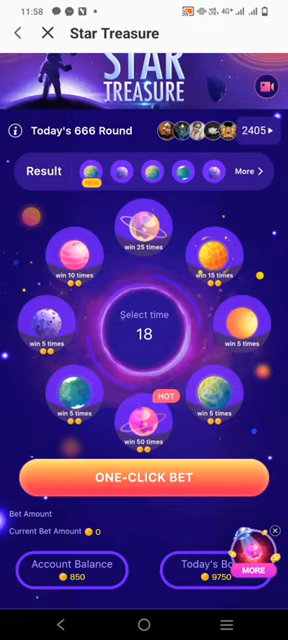 11:58
4G+
Star Treasure
STAR
TREASURE
Today's 666 Round
2405
Result
More
NEW
win 25 times
win 10 times
win 15 times
Select time
18
win 5 times
win 5 times
win 5 times
win 5 times
HOT
win 50 times
ONE-CLICK BET
Bet Amount
Current Bet Amount 0
Account Balance
850
Today's Bo
9750
MORE